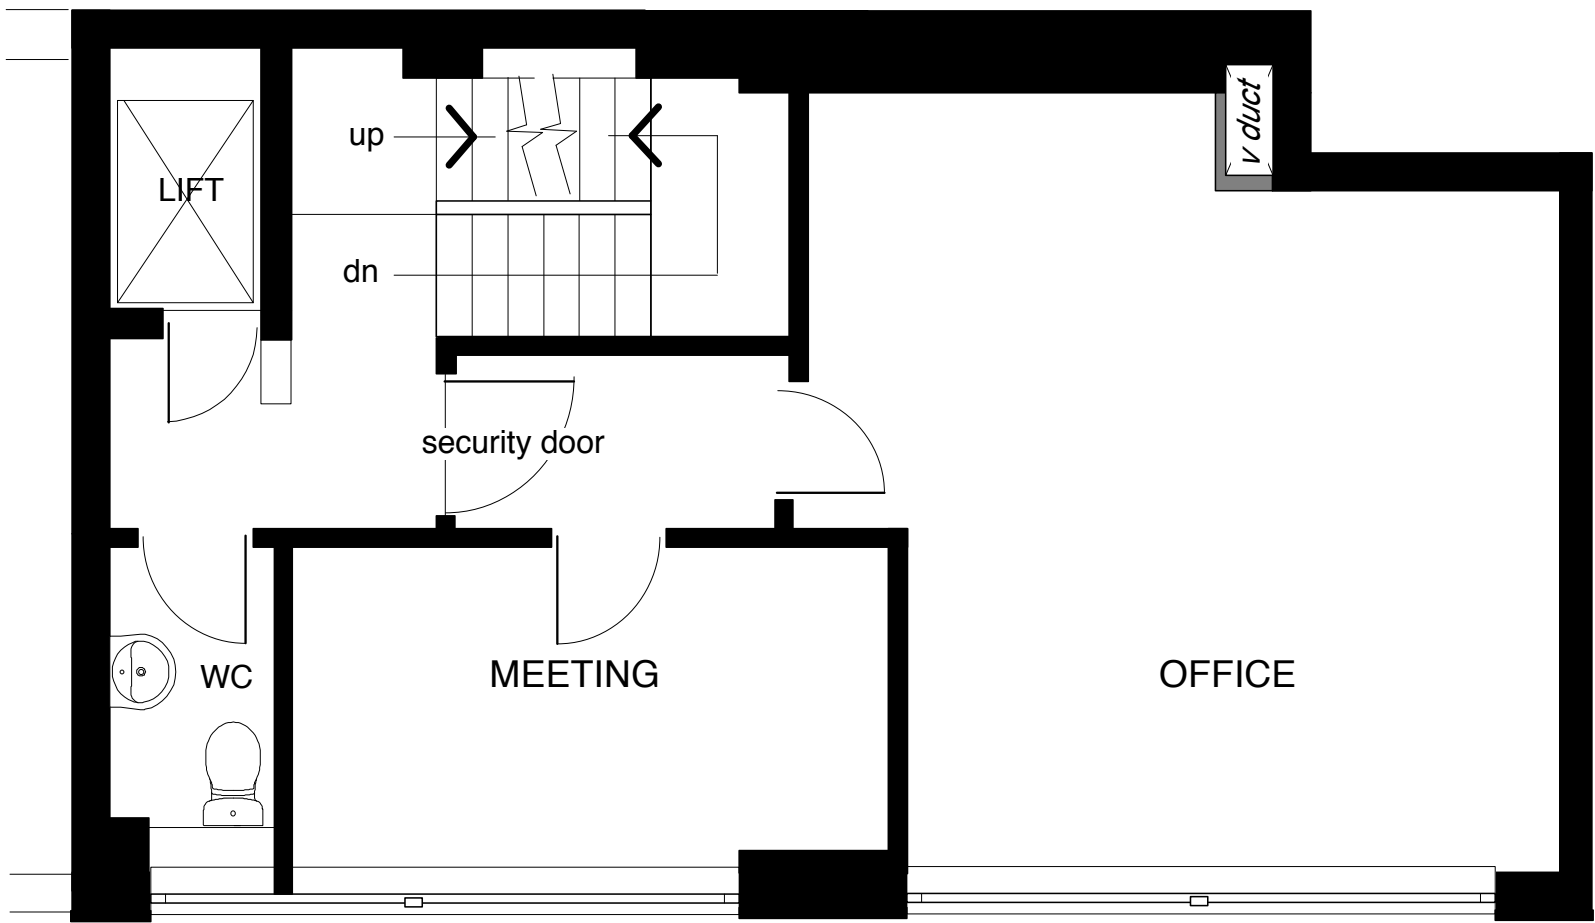 v duct
up
LIFT
dn
security door
WC
MEETING
OFFICE